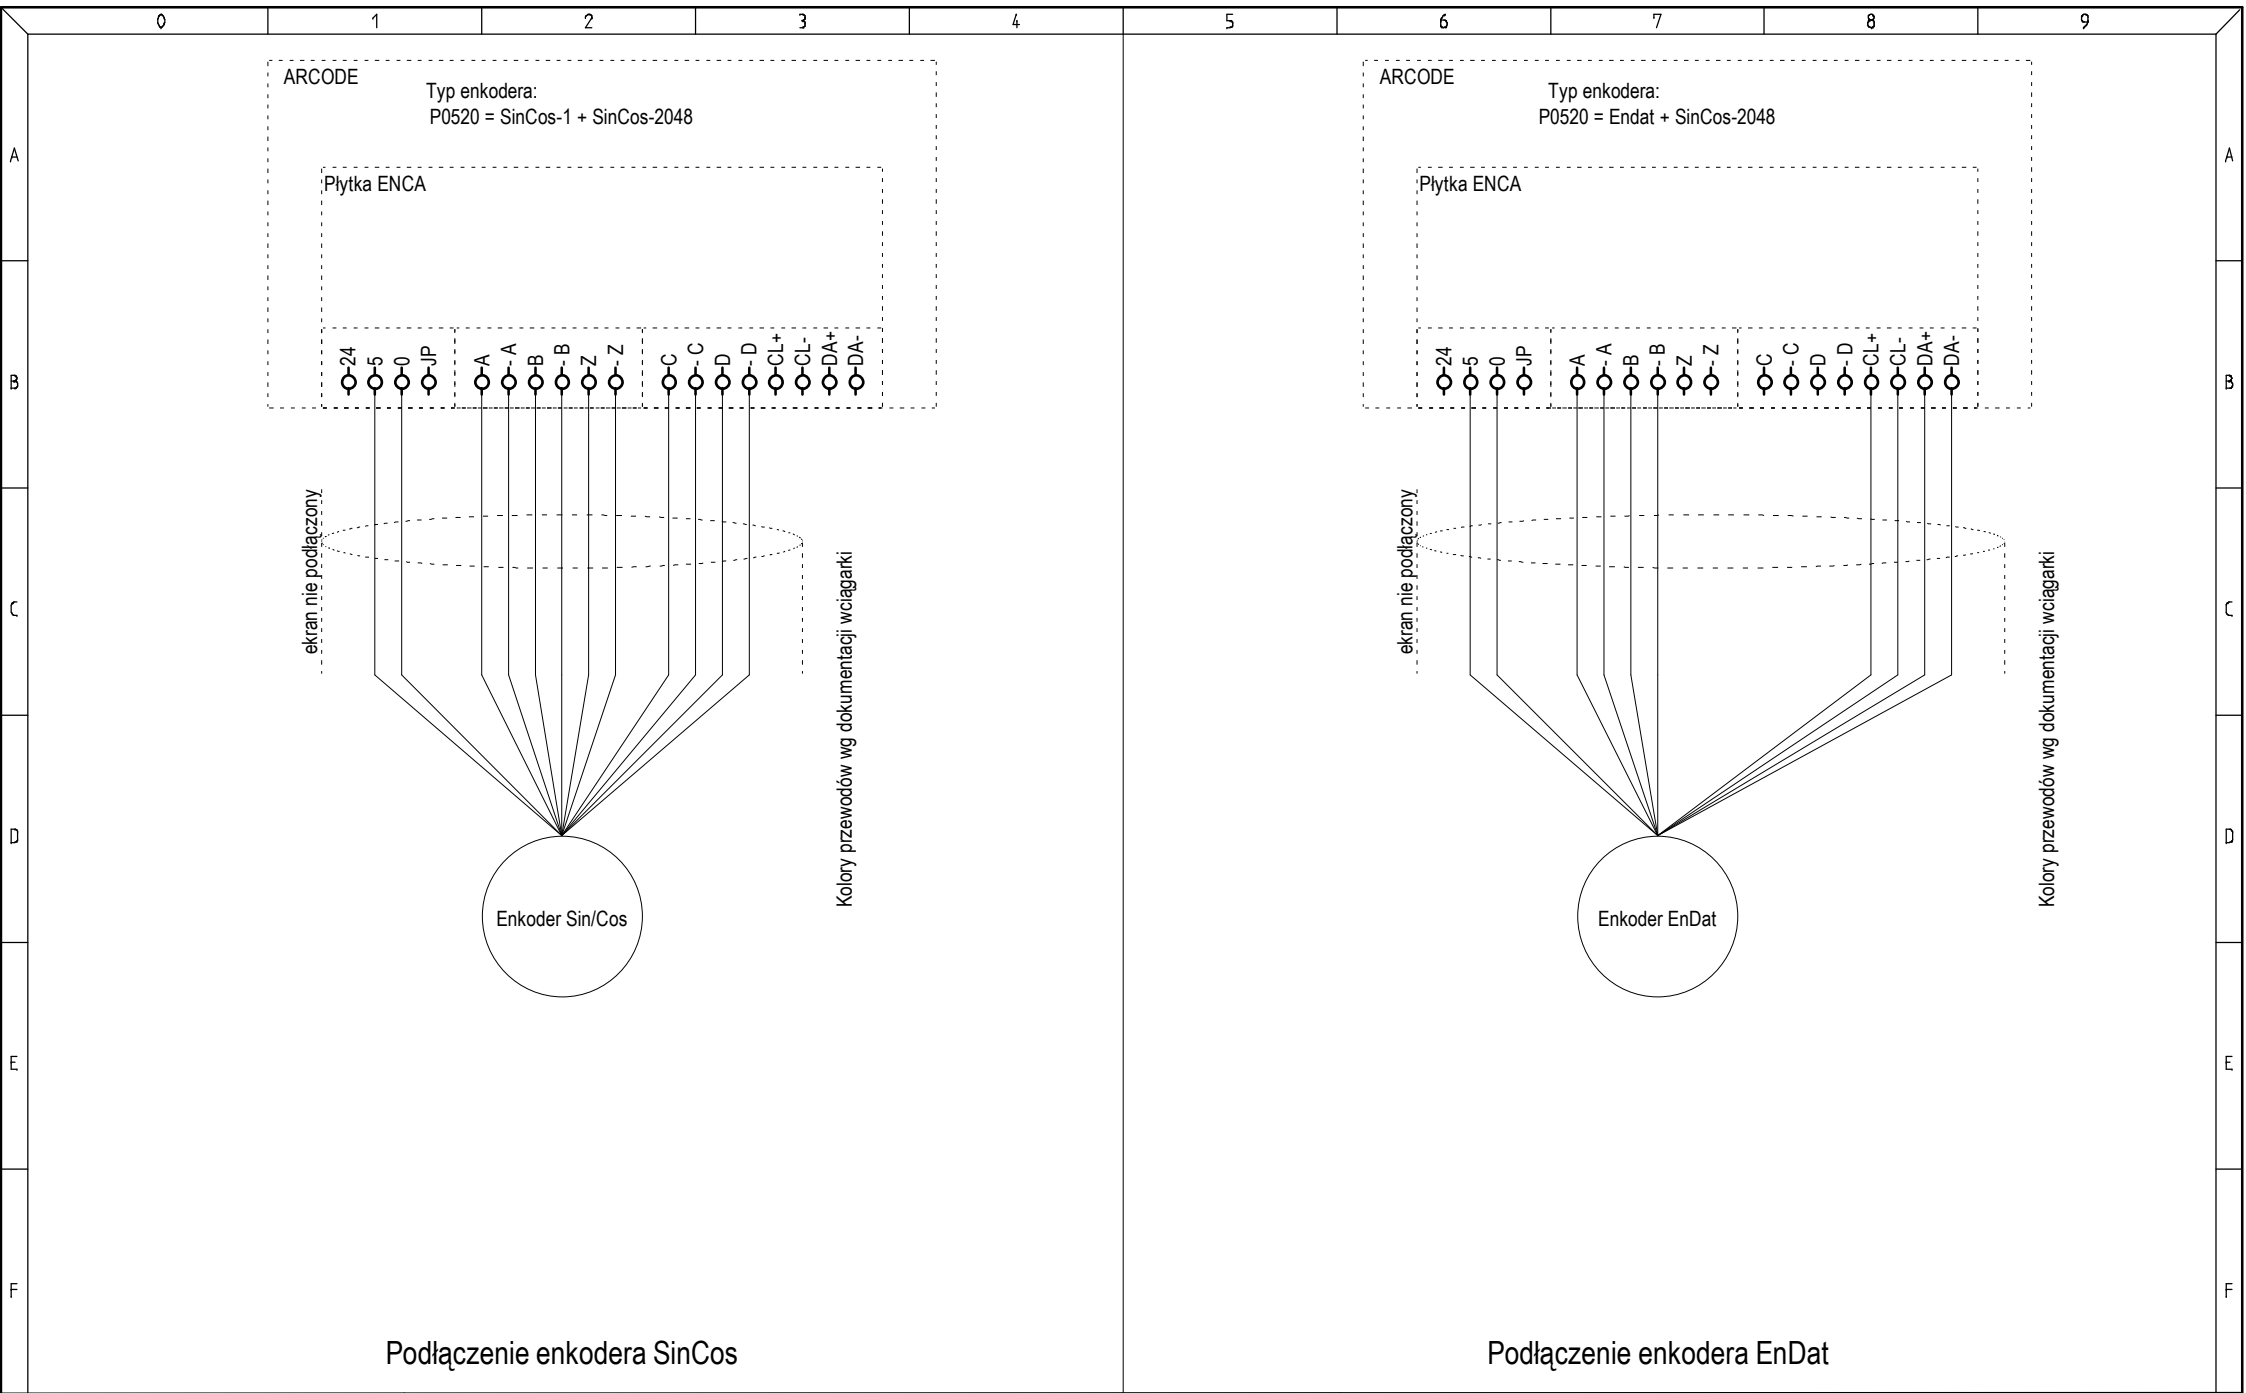 0 1 2 3 4 5 6 7 8 9
ARCODE
Typ enkodera:
P0520 = SinCos-1 + SinCos-2048
Płytka ENCA
24 5 0 JP A - A B - B Z - Z C - C D - D CL+ CL- DA+ DA-
ekran nie podłączony
Kolory przewodów wg dokumentacji wciągarki
Enkoder Sin/Cos
Podłączenie enkodera SinCos
ARCODE
Typ enkodera:
P0520 = Endat + SinCos-2048
Płytka ENCA
24 5 0 JP A - A B - B Z - Z C - C D - D CL+ CL- DA+ DA-
ekran nie podłączony
Kolory przewodów wg dokumentacji wciągarki
Enkoder EnDat
Podłączenie enkodera EnDat
A
B
C
D
E
F
A
B
C
D
E
F